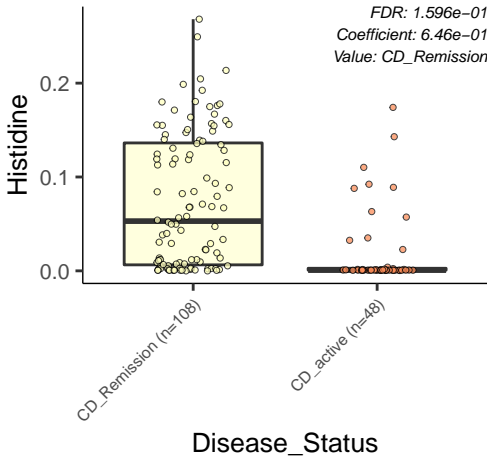 FDR: 1.596e−01
Coefficient: 6.46e−01
Value: CD_Remission
Histidine
0.2
0.1
0.0
CD_Remission (n=108)
CD_active (n=48)
Disease_Status